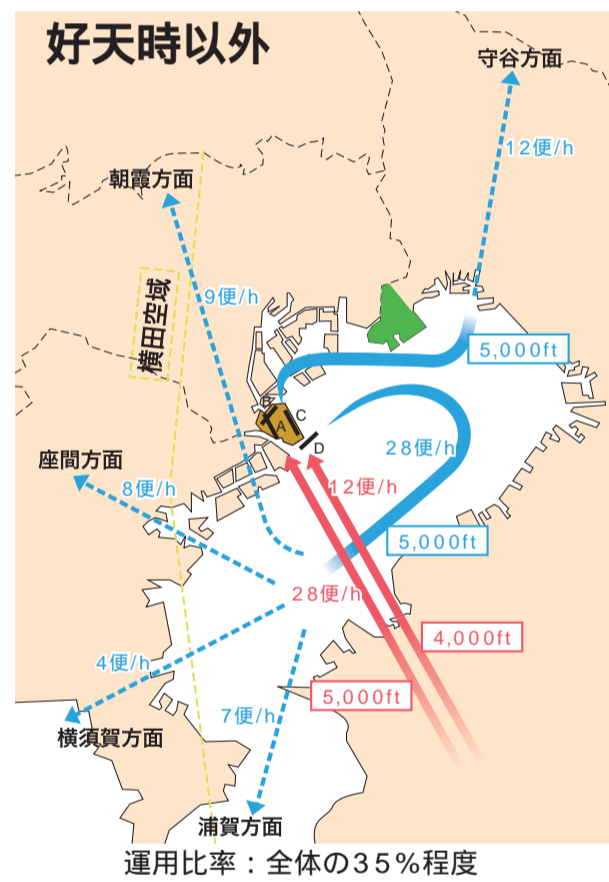 好天時以外
守谷方面
12便/h
朝霞方面
9便/h
横田空域
5,000ft
B
C
A
D
28便/h
座間方面
12便/h
8便/h
5,000ft
28便/h
4,000ft
4便/h
5,000ft
7便/h
横須賀方面
浦賀方面
運用比率：全体の35%程度